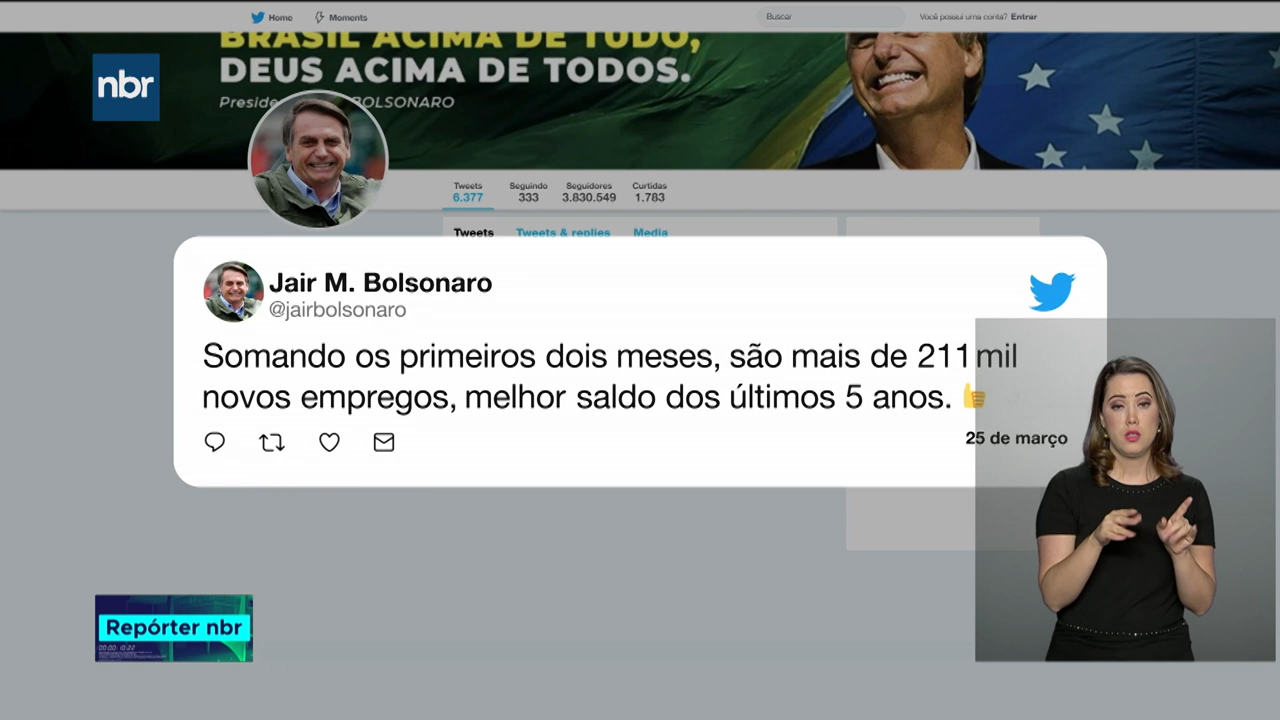 Home Moments Buscar Você possui uma conta? Entrar
BRASIL ACIMA DE TUDO,
DEUS ACIMA DE TODOS.
nbr
BOLSONARO
Tweets Seguindo Seguidores Curtidas
6.377 333 3.830.549 1.783
Tweets Tweets & replies Media
Jair M. Bolsonaro
@jairbolsonaro
Somando os primeiros dois meses, são mais de 211 mil
novos empregos, melhor saldo dos últimos 5 anos.
25 de março
Repórter nbr